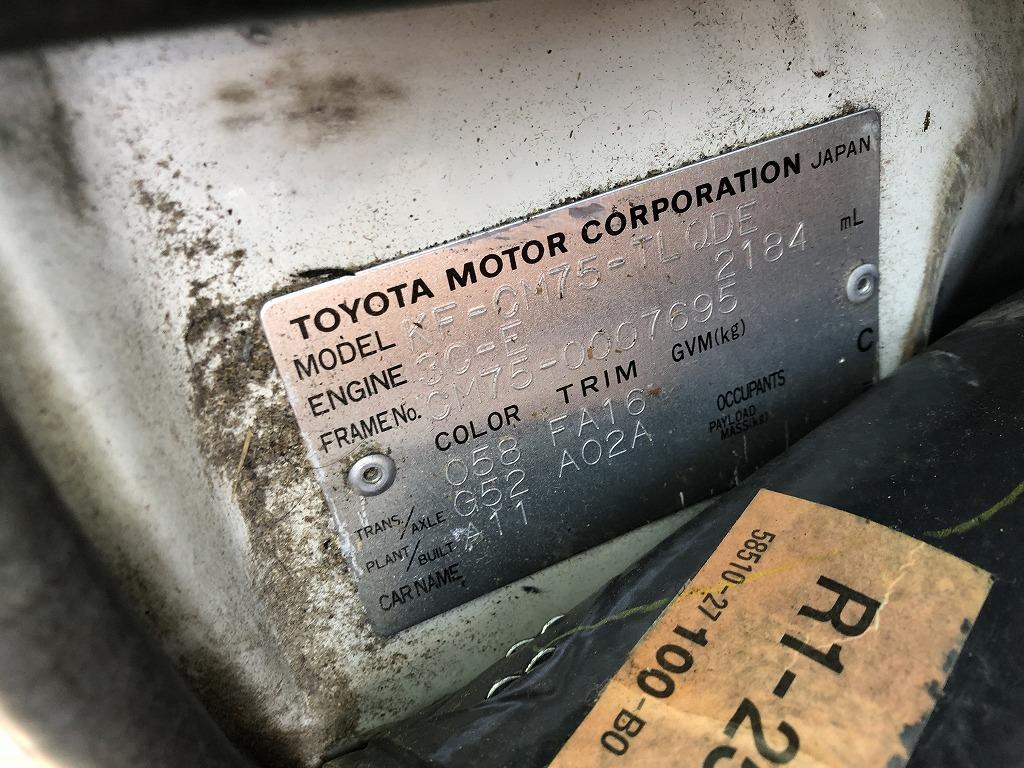 TOYOTA MOTOR CORPORATION JAPAN
MODEL KF-CM75-TLQDE
ENGINE 3C-E 2184 mL
FRAME No. CM75-0007695
COLOR TRIM GVM(kg)
058 FA16
TRANS./AXLE G52 A02A
PLANT/BUILT A11
CAR NAME
OCCUPANTS
PAYLOAD
MASS(kg)
C
58510-27100-B0
R1-2